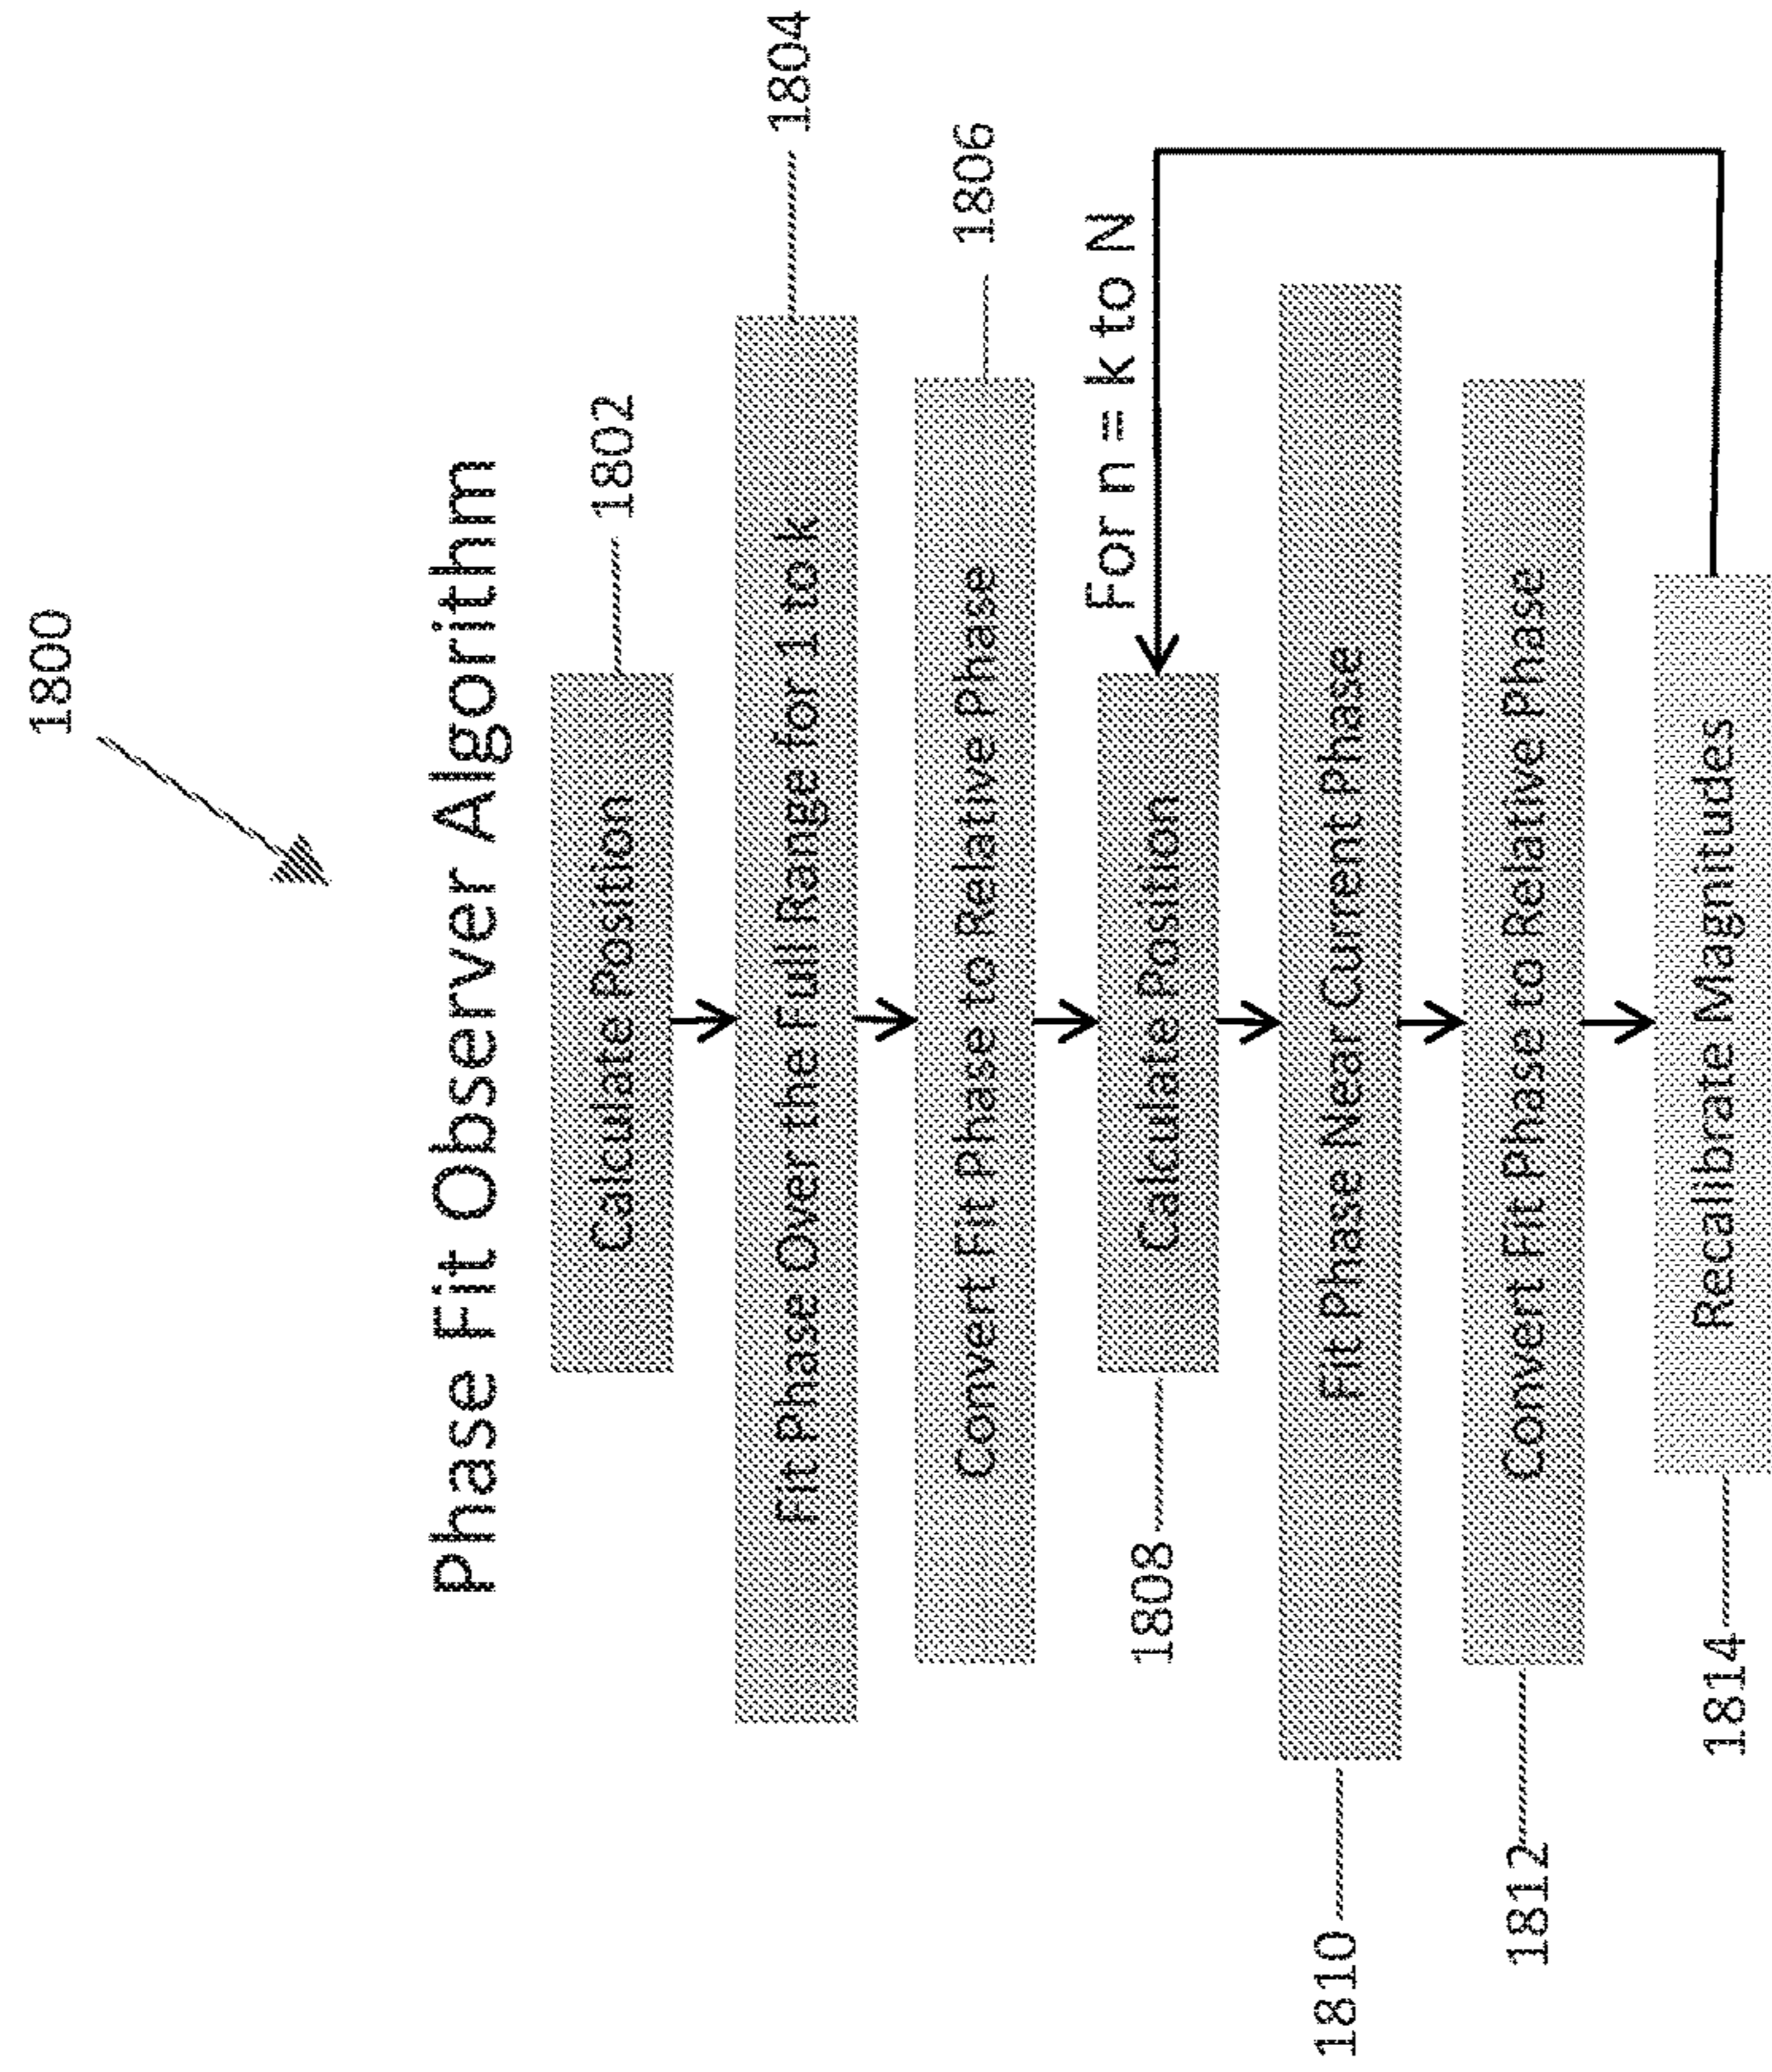 1800
Phase Fit Observer Algorithm
Calculate Position
1802
Fit Phase Over the Full Range for 1 to k
1804
Convert Fit Phase to Relative Phase
1806
For n = k to N
Calculate Position
1808
Fit Phase Near Current Phase
1810
Convert Fit Phase to Relative Phase
1812
Recalibrate Magnitudes
1814